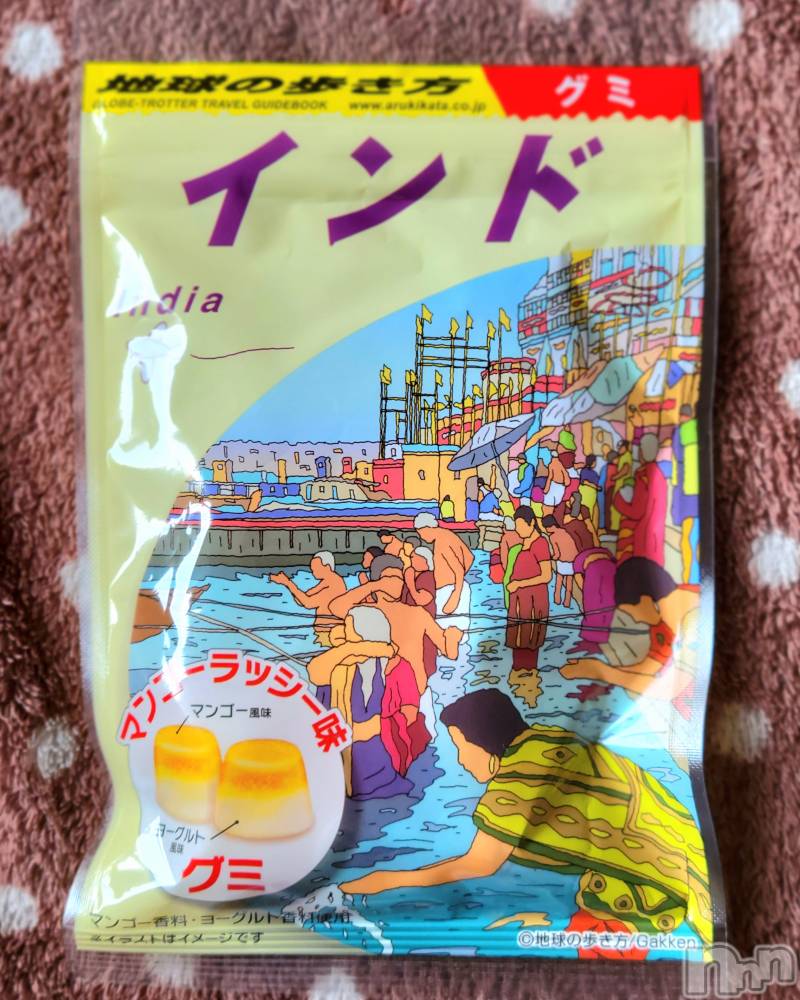 地球の歩き方
グミ
GLOBE-TROTTER TRAVEL GUIDEBOOK www.arukikata.co.jp
インド
India
マンゴーラッシー味
マンゴー風味
ヨーグルト
風味
グミ
マンゴー香料・ヨーグルト香料使用
※イラストはイメージです
©地球の歩き方/Gakken